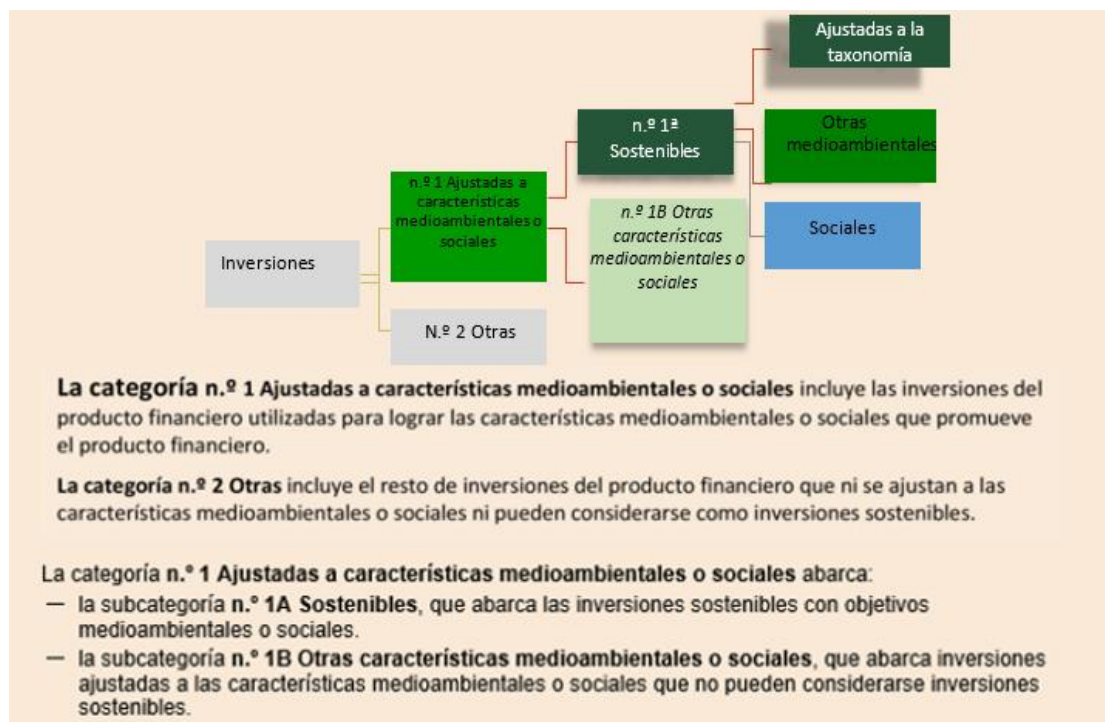 Ajustadas a la
taxonomía
n.º 1ª
Sostenibles
Otras
medioambientales
n.º 1 Ajustadas a
características
medioambientales o
sociales
n.º 1B Otras
características
medioambientales o
sociales
Sociales
Inversiones
N.º 2 Otras
La categoría n.º 1 Ajustadas a características medioambientales o sociales incluye las inversiones del
producto financiero utilizadas para lograr las características medioambientales o sociales que promueve
el producto financiero.
La categoría n.º 2 Otras incluye el resto de inversiones del producto financiero que ni se ajustan a las
características medioambientales o sociales ni pueden considerarse como inversiones sostenibles.
La categoría n.º 1 Ajustadas a características medioambientales o sociales abarca:
— la subcategoría n.º 1A Sostenibles, que abarca las inversiones sostenibles con objetivos
medioambientales o sociales.
— la subcategoría n.º 1B Otras características medioambientales o sociales, que abarca inversiones
ajustadas a las características medioambientales o sociales que no pueden considerarse inversiones
sostenibles.